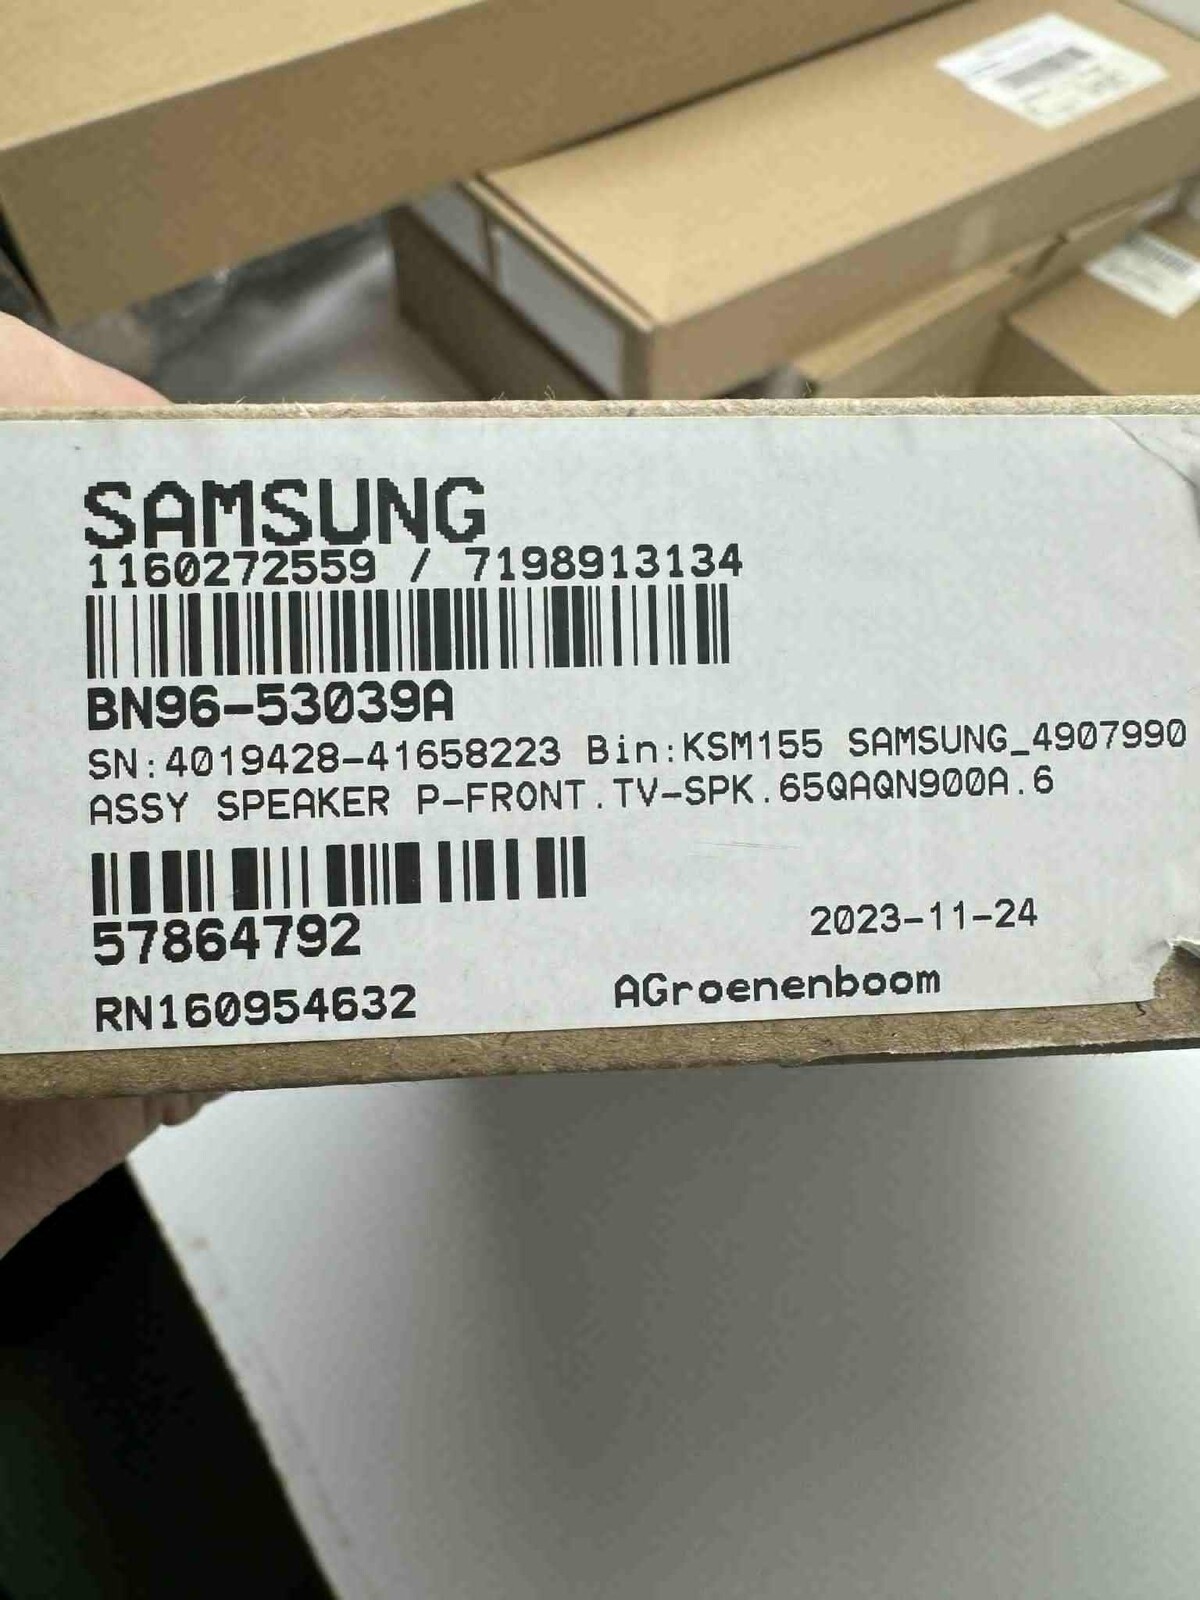 SAMSUNG
1160272559 / 7198913134
BN96-53039A
SN:4019428-41658223 Bin:KSM155 SAMSUNG_4907990
ASSY SPEAKER P-FRONT.TV-SPK.65QAQN900A.6
57864792
2023-11-24
RN160954632
AGroenenboom